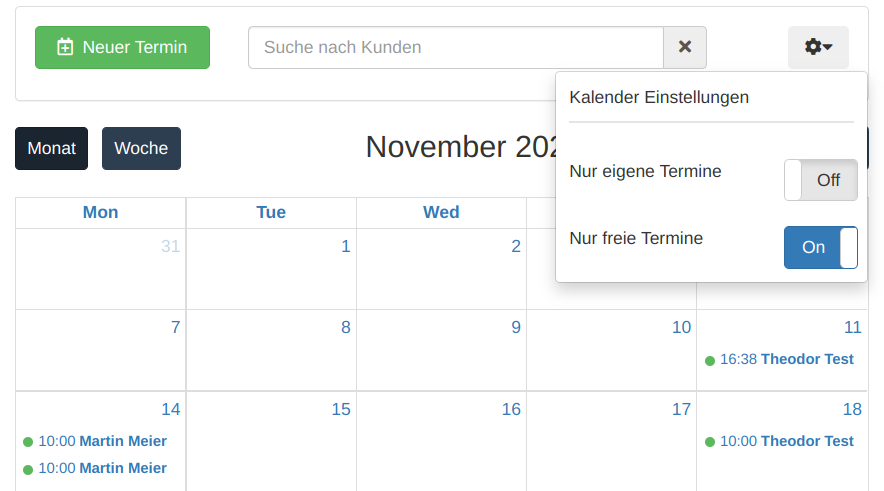 Neuer Termin
Suche nach Kunden
Kalender Einstellungen
Monat
Woche
November 202
Nur eigene Termine
Off
Nur freie Termine
On
Mon
Tue
Wed
31
1
2
7
8
9
10
11
16:38 Theodor Test
14
15
16
17
18
10:00 Martin Meier
10:00 Theodor Test
10:00 Martin Meier